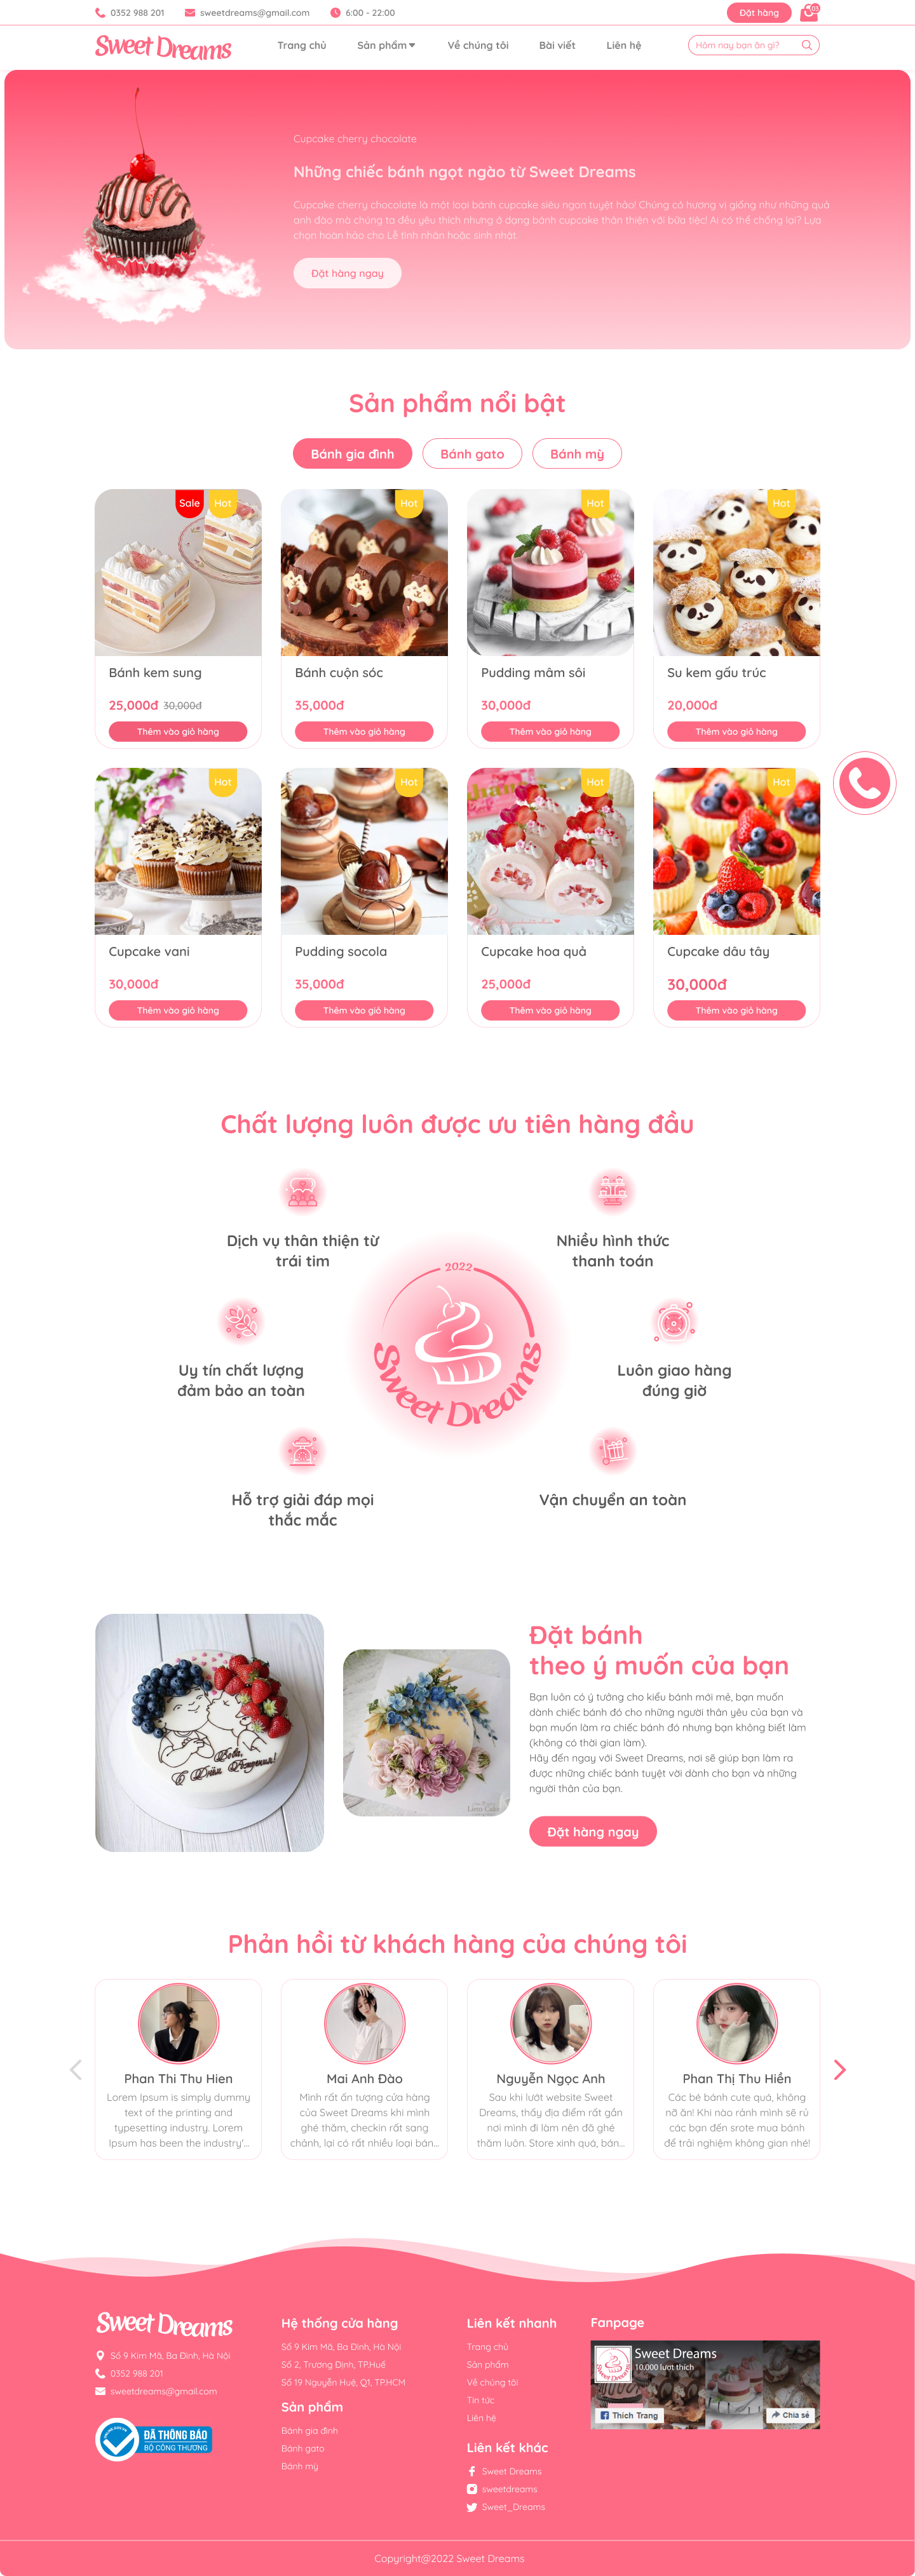 0352 988 201
sweetdreams@gmail.com
6:00 - 22:00
Đặt hàng
03
Sweet Dreams
Trang chủ
Sản phẩm
Về chúng tôi
Bài viết
Liên hệ
Hôm nay bạn ăn gì?
Cupcake cherry chocolate
Những chiếc bánh ngọt ngào từ Sweet Dreams
Cupcake cherry chocolate là một loại bánh cupcake siêu ngon tuyệt hảo! Chúng có hương vị giống như những quả
anh đào mà chúng ta đều yêu thích nhưng ở dạng bánh cupcake thân thiện với bữa tiệc! Ai có thể chống lại? Lựa
chọn hoàn hảo cho Lễ tình nhân hoặc sinh nhật.
Đặt hàng ngay
Sản phẩm nổi bật
Bánh gia đình
Bánh gato
Bánh mỳ
Sale
Hot
Hot
Hot
Hot
Bánh kem sung
Bánh cuộn sóc
Pudding mâm sôi
Su kem gấu trúc
25,000đ
30,000đ
35,000đ
30,000đ
20,000đ
Thêm vào giỏ hàng
Thêm vào giỏ hàng
Thêm vào giỏ hàng
Thêm vào giỏ hàng
Hot
Hot
Hot
Hot
Cupcake vani
Pudding socola
Cupcake hoa quả
Cupcake dâu tây
30,000đ
35,000đ
25,000đ
30,000đ
Thêm vào giỏ hàng
Thêm vào giỏ hàng
Thêm vào giỏ hàng
Thêm vào giỏ hàng
Chất lượng luôn được ưu tiên hàng đầu
Dịch vụ thân thiện từ
trái tim
Nhiều hình thức
thanh toán
2022
Sweet Dreams
Uy tín chất lượng
đảm bảo an toàn
Luôn giao hàng
đúng giờ
Hỗ trợ giải đáp mọi
thắc mắc
Vận chuyển an toàn
С Днём Рождения!
Đặt bánh
theo ý muốn của bạn
Bạn luôn có ý tưởng cho kiểu bánh mới mẻ, bạn muốn
dành chiếc bánh đó cho những người thân yêu của bạn và
bạn muốn làm ra chiếc bánh đó nhưng bạn không biết làm
(không có thời gian làm).
Hãy đến ngay với Sweet Dreams, nơi sẽ giúp bạn làm ra
được những chiếc bánh tuyệt vời dành cho bạn và những
người thân của bạn.
Đặt hàng ngay
Phản hồi từ khách hàng của chúng tôi
Phan Thi Thu Hien
Lorem Ipsum is simply dummy
text of the printing and
typesetting industry. Lorem
Ipsum has been the industry'...
Mai Anh Đào
Mình rất ấn tượng cửa hàng
của Sweet Dreams khi mình
ghé thăm, checkin rất sang
chảnh, lại có rất nhiều loại bán...
Nguyễn Ngọc Anh
Sau khi lướt website Sweet
Dreams, thấy địa điểm rất gần
nơi mình đi làm nên đã ghé
thăm luôn. Store xinh quá, bán...
Phan Thị Thu Hiền
Các bé bánh cute quá, không
nỡ ăn! Khi nào rảnh mình sẽ rủ
các bạn đến srote mua bánh
để trải nghiệm không gian nhé!
Sweet Dreams
Số 9 Kim Mã, Ba Đình, Hà Nội
0352 988 201
sweetdreams@gmail.com
ĐÃ THÔNG BÁO
BỘ CÔNG THƯƠNG
Hệ thống cửa hàng
Số 9 Kim Mã, Ba Đình, Hà Nội
Số 2, Trương Định, TP.Huế
Số 19 Nguyễn Huệ, Q1, TP.HCM
Sản phẩm
Bánh gia đình
Bánh gato
Bánh mỳ
Liên kết nhanh
Trang chủ
Sản phẩm
Về chúng tôi
Tin tức
Liên hệ
Liên kết khác
Sweet Dreams
sweetdreams
Sweet_Dreams
Fanpage
Sweet Dreams
10.000 lượt thích
Thích Trang
Chia sẻ
Copyright@2022 Sweet Dreams